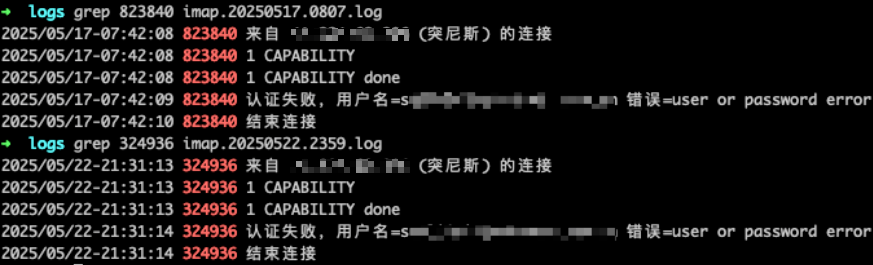 ➜ logs grep 823840 imap.20250517.0807.log
2025/05/17-07:42:08 823840 来自 (突尼斯) 的连接
2025/05/17-07:42:08 823840 1 CAPABILITY
2025/05/17-07:42:08 823840 1 CAPABILITY done
2025/05/17-07:42:09 823840 认证失败, 用户名=s 错误=user or password error
2025/05/17-07:42:10 823840 结束连接
➜ logs grep 324936 imap.20250522.2359.log
2025/05/22-21:31:13 324936 来自 (突尼斯) 的连接
2025/05/22-21:31:13 324936 1 CAPABILITY
2025/05/22-21:31:13 324936 1 CAPABILITY done
2025/05/22-21:31:14 324936 认证失败, 用户名=s , 错误=user or password error
2025/05/22-21:31:14 324936 结束连接